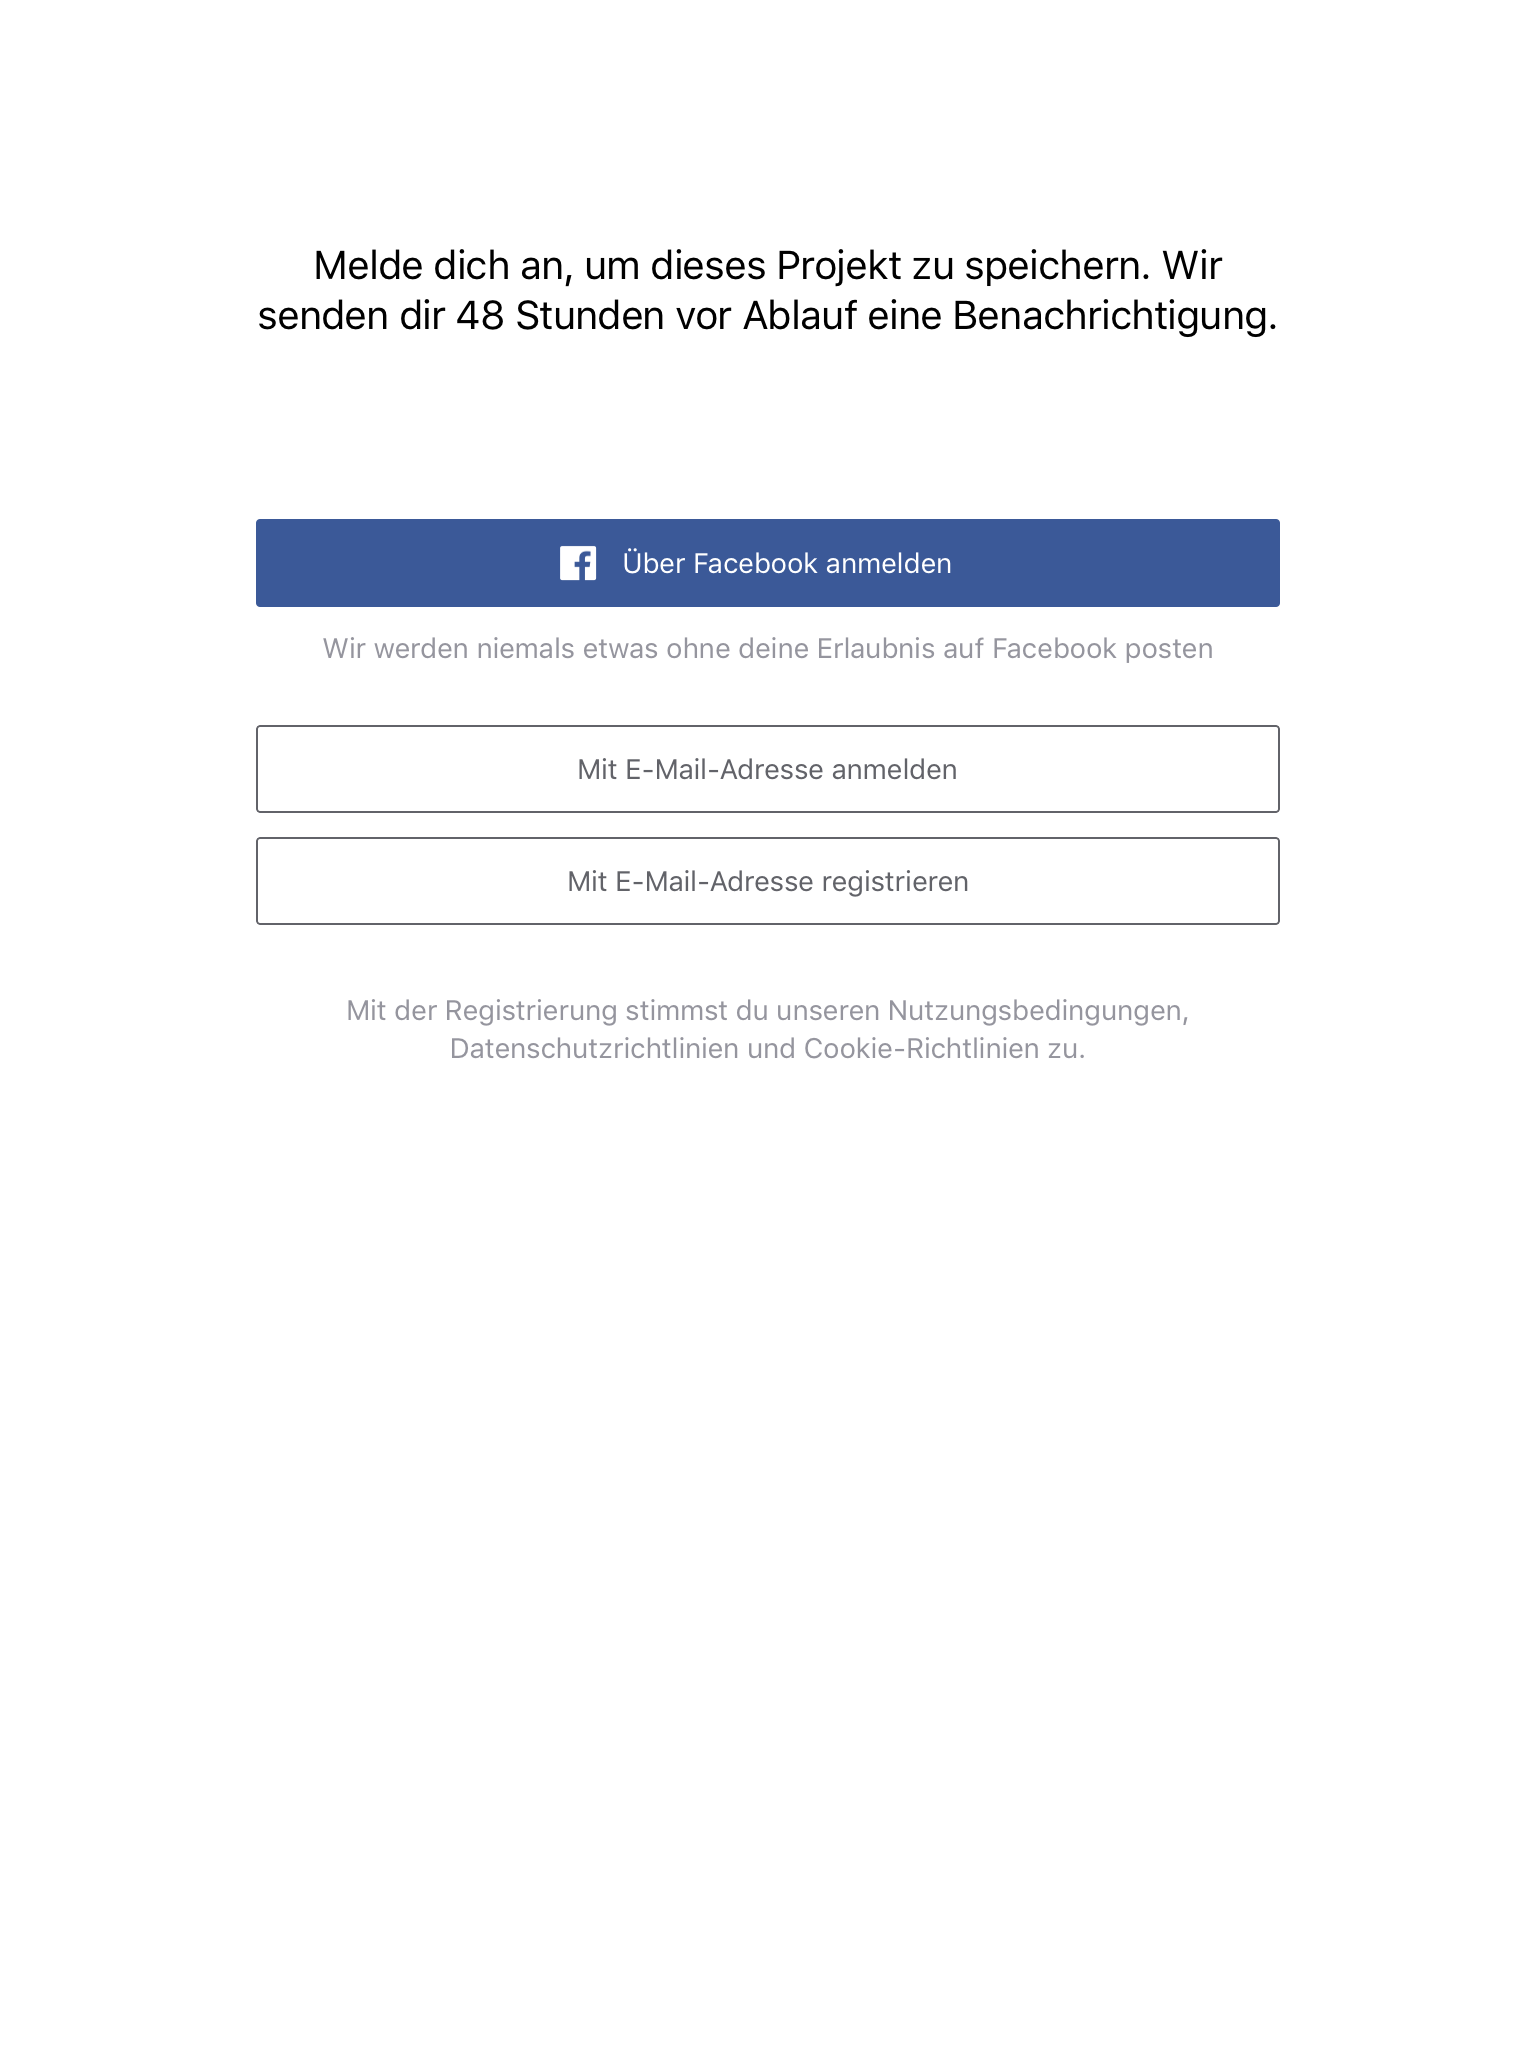 Melde dich an, um dieses Projekt zu speichern. Wir
senden dir 48 Stunden vor Ablauf eine Benachrichtigung.
Über Facebook anmelden
Wir werden niemals etwas ohne deine Erlaubnis auf Facebook posten
Mit E-Mail-Adresse anmelden
Mit E-Mail-Adresse registrieren
Mit der Registrierung stimmst du unseren Nutzungsbedingungen,
Datenschutzrichtlinien und Cookie-Richtlinien zu.